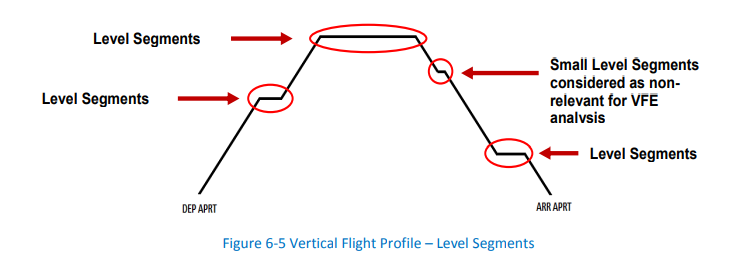 Level Segments
Level Segments
Small Level Segments
considered as non-
relevant for VFE
analvsis
Level Segments
DEP APRT
ARR APRT
Figure 6-5 Vertical Flight Profile – Level Segments